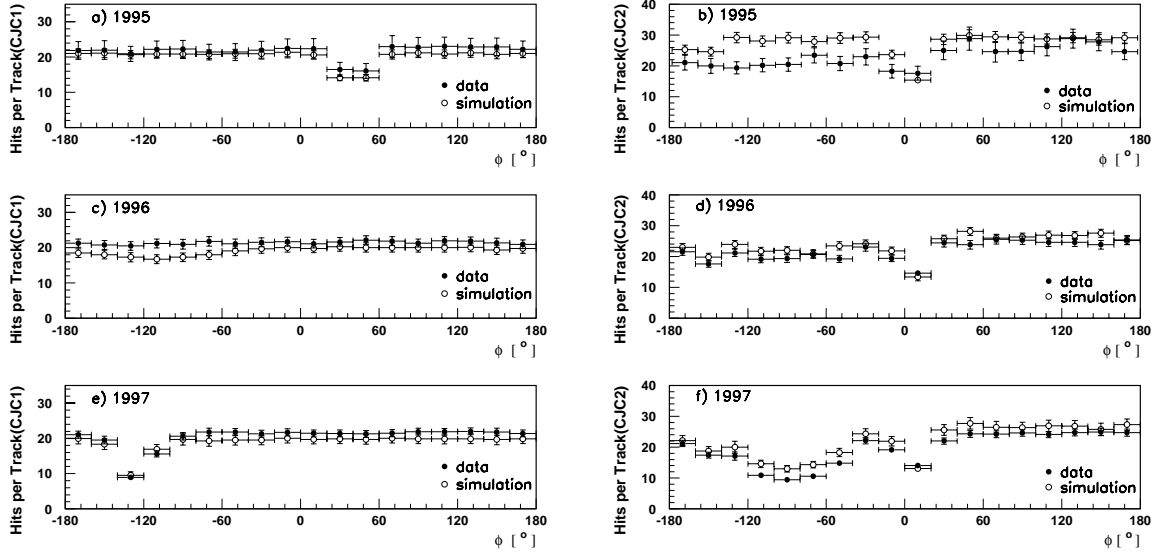 Hits per Track(CJC1)
a) 1995
30
20
10
0
data
simulation
-180 -120 -60 0 60 120 180
ϕ [ ° ]
Hits per Track(CJC2)
b) 1995
40
30
20
10
0
data
simulation
-180 -120 -60 0 60 120 180
ϕ [ ° ]
Hits per Track(CJC1)
c) 1996
30
20
10
0
data
simulation
-180 -120 -60 0 60 120 180
ϕ [ ° ]
Hits per Track(CJC2)
d) 1996
40
30
20
10
0
data
simulation
-180 -120 -60 0 60 120 180
ϕ [ ° ]
Hits per Track(CJC1)
e) 1997
30
20
10
0
data
simulation
-180 -120 -60 0 60 120 180
ϕ [ ° ]
Hits per Track(CJC2)
f) 1997
40
30
20
10
0
data
simulation
-180 -120 -60 0 60 120 180
ϕ [ ° ]